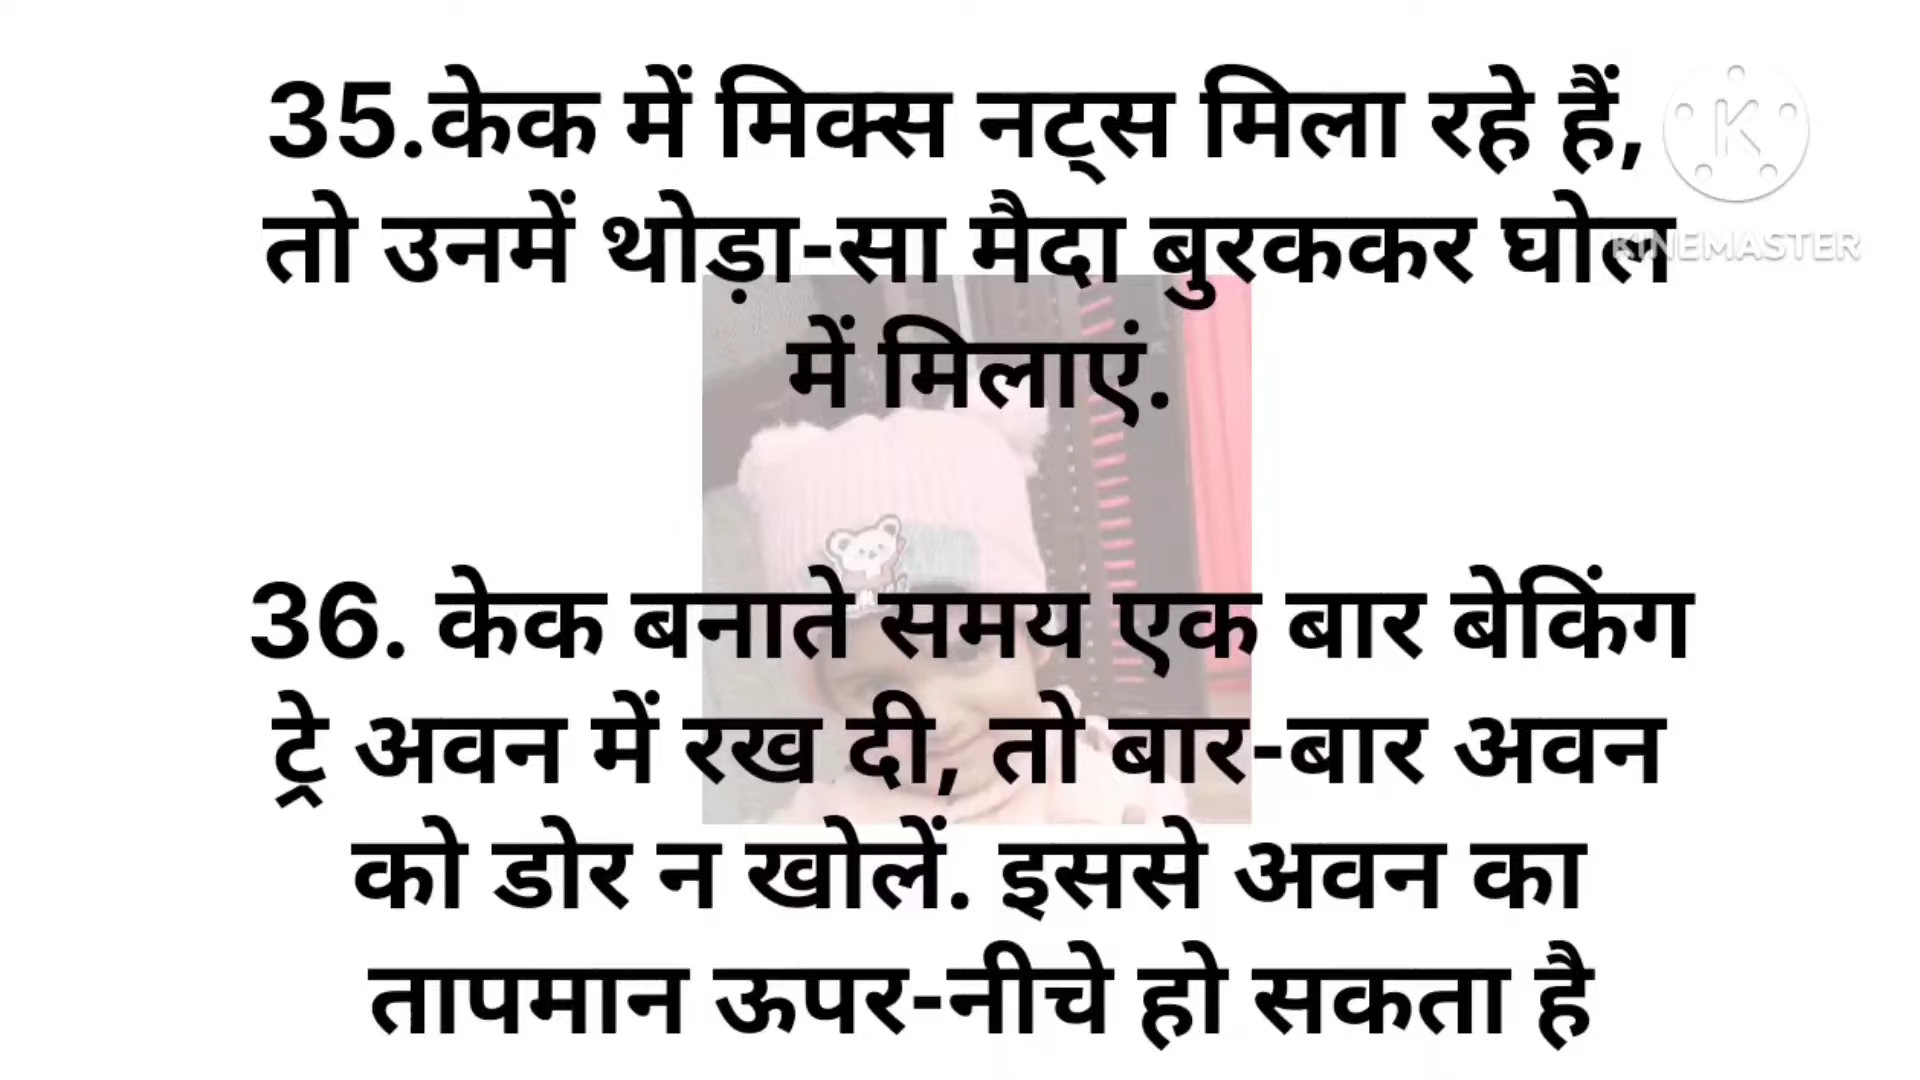 35.केक में मिक्स नट्स मिला रहे हैं,
तो उनमें थोड़ा-सा मैदा बुरककर घोल
में मिलाएं.
36. केक बनाते समय एक बार बेकिंग
ट्रे अवन में रख दी, तो बार-बार अवन
को डोर न खोलें. इससे अवन का
तापमान ऊपर-नीचे हो सकता है
K
KINEMASTER